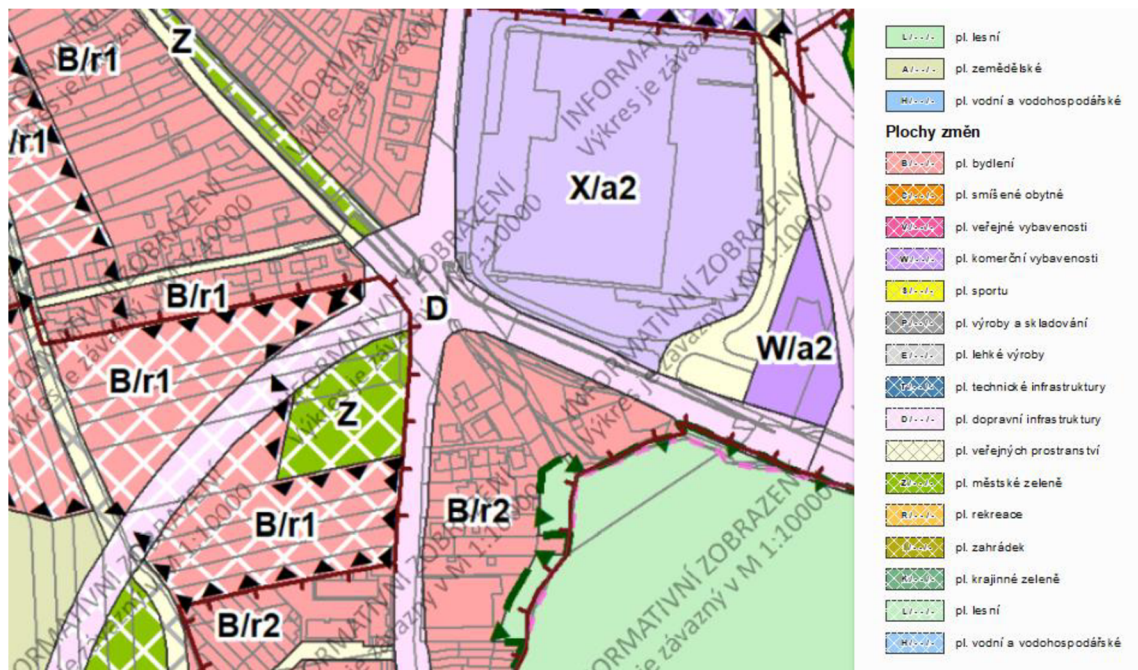 B/r1
Z
/r1
X/a2
B/r1
D
W/a2
B/r1
Z
B/r1
B/r2
B/r2
INFORMATIVNÍ ZOBRAZENÍ
Výkres je závazný v M 1:10000
L/--/- pl. lesní
A/--/- pl. zemědělské
H/--/- pl. vodní a vodohospodářské
Plochy změn
B/--/- pl. bydlení
pl. smíšené obytné
V/--/- pl. veřejné vybavenosti
W/--/- pl. komerční vybavenosti
S/--/- pl. sportu
P/--/- pl. výroby a skladování
E/--/- pl. lehké výroby
T/--/- pl. technické infrastruktury
D/--/- pl. dopravní infrastruktury
pl. veřejných prostranství
Z/--/- pl. městské zeleně
R/--/- pl. rekreace
pl. zahrádek
K/--/- pl. krajinné zeleně
L/--/- pl. lesní
H/--/- pl. vodní a vodohospodářské